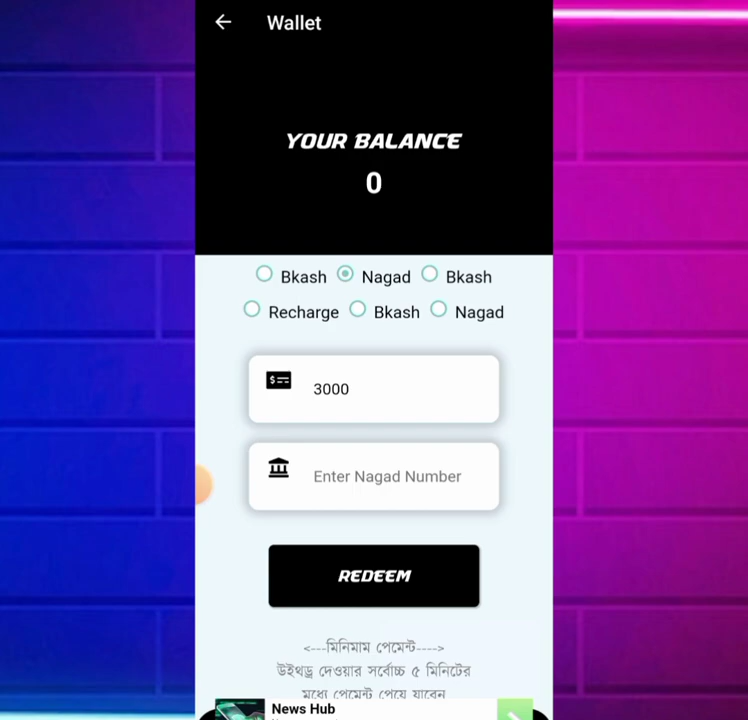 Wallet
YOUR BALANCE
0
Bkash Nagad Bkash
Recharge Bkash Nagad
3000
Enter Nagad Number
REDEEM
<---মিনিমাম পেমেন্ট---->
উইথড্র দেওয়ার সর্বোচ্চ ৫ মিনিটের
মধ্যে পেমেন্ট পেয়ে যাবেন
News Hub